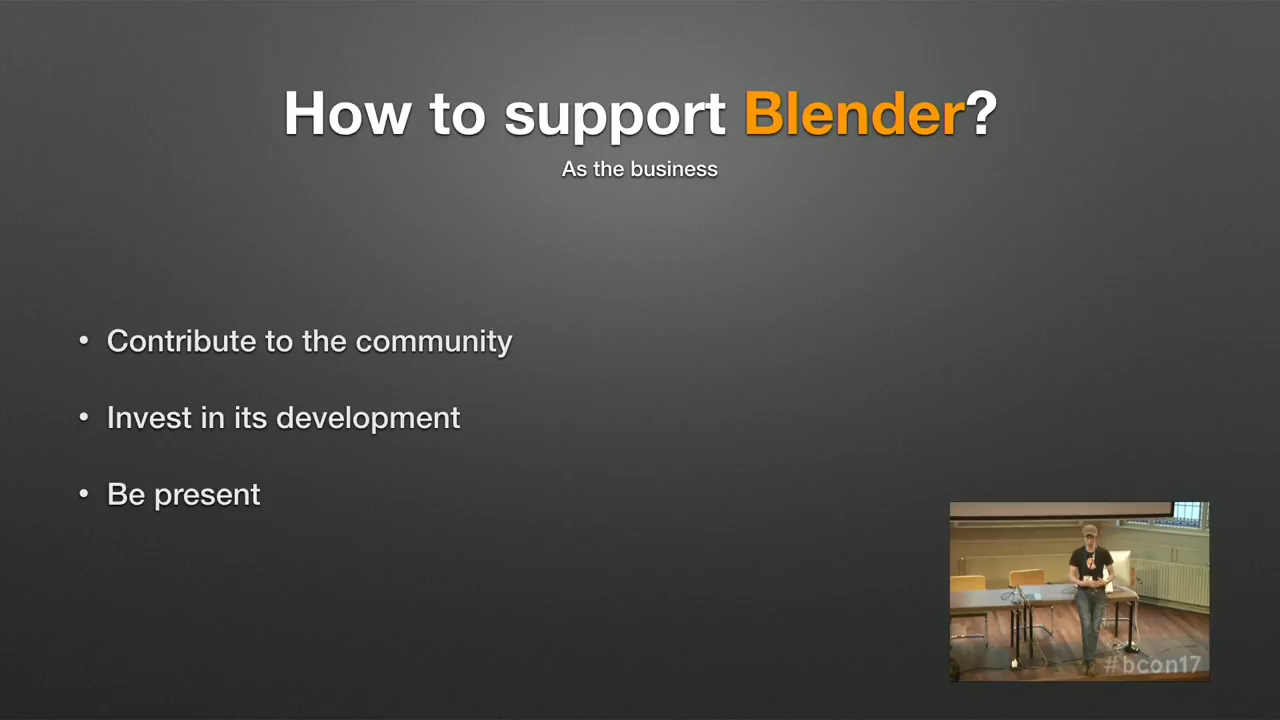 How to support Blender?
As the business
• Contribute to the community
• Invest in its development
• Be present
#bcon17